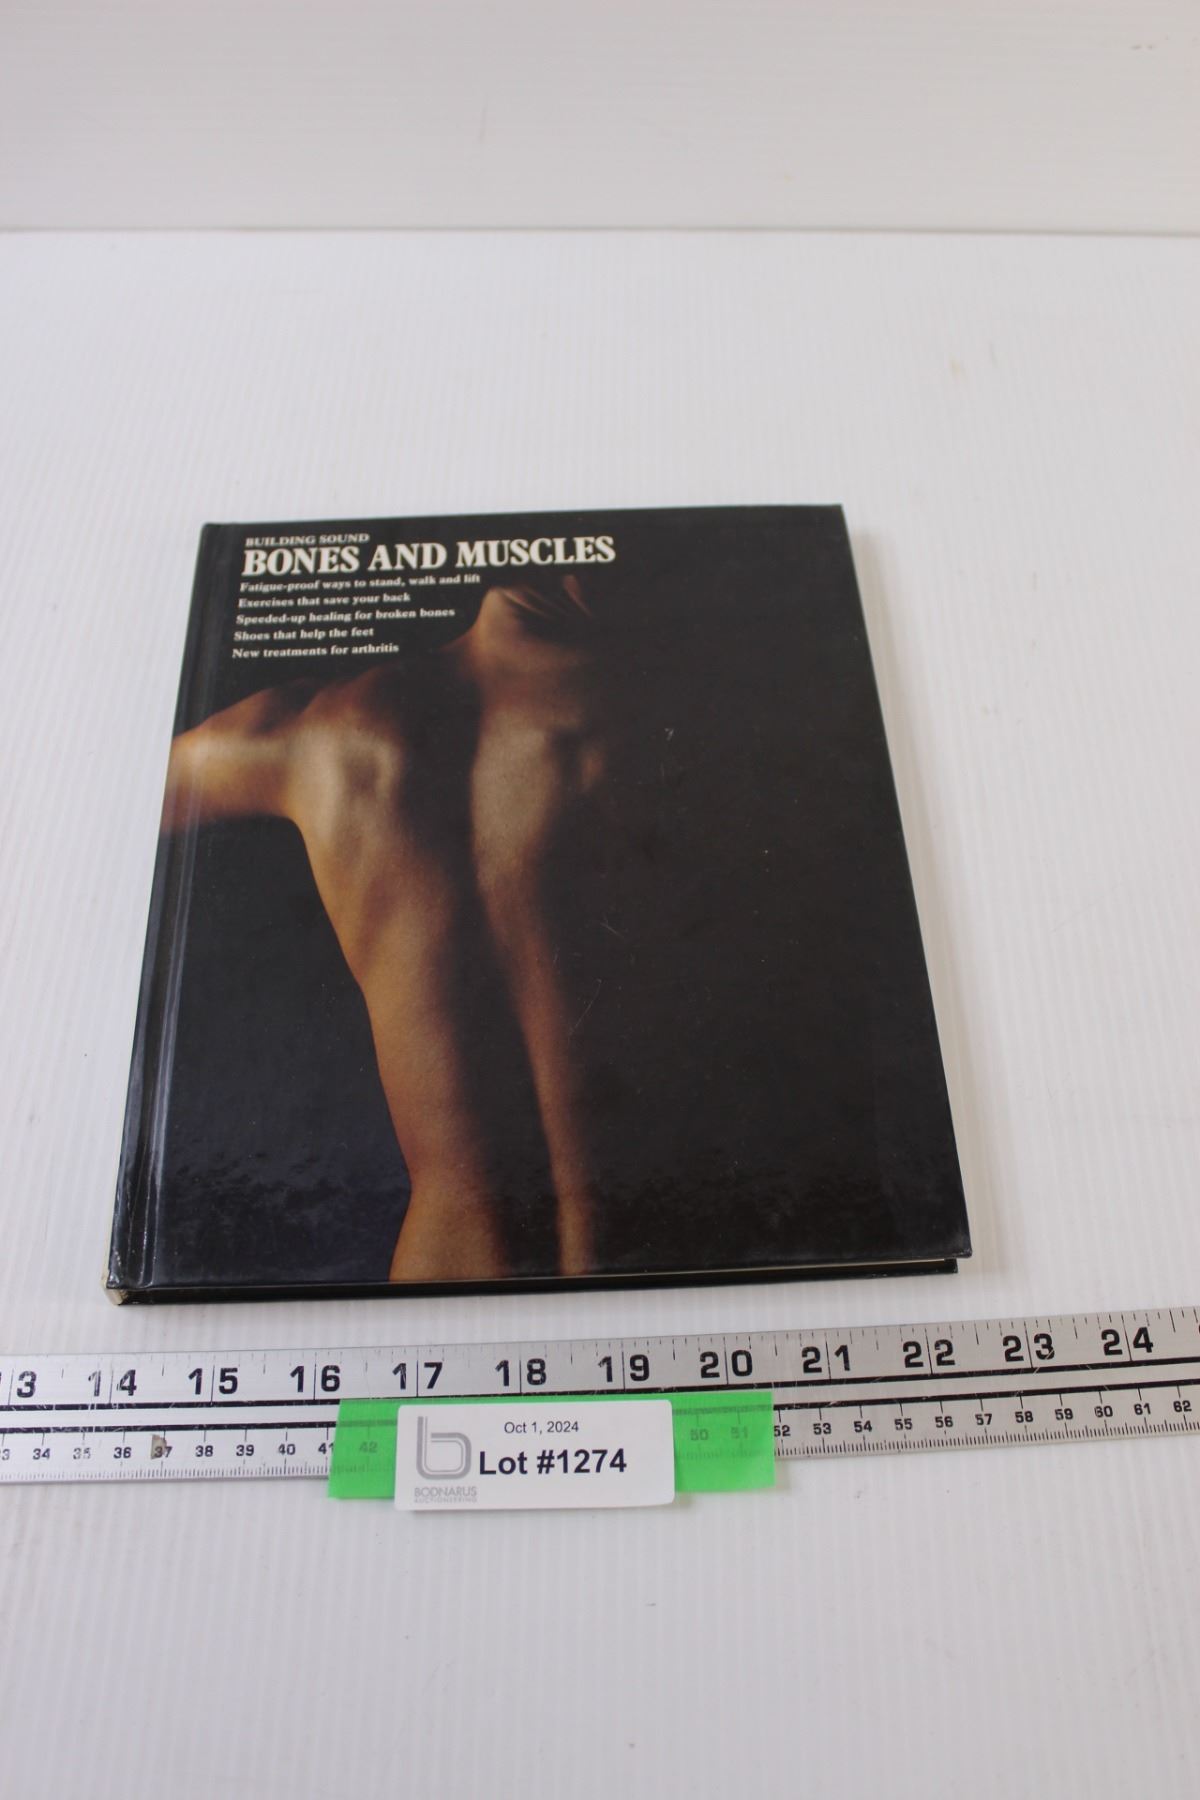 BUILDING SOUND
BONES AND MUSCLES
Fatigue-proof ways to stand, walk and lift
Exercises that save your back
Speeded-up healing for broken bones
Shoes that help the feet
New treatments for arthritis
13 14 15 16 17 18 19 20 21 22 23 24
33 34 35 36 37 38 39 40 41 42 50 51 52 53 54 55 56 57 58 59 60 61 62
Oct 1, 2024
Lot #1274
BODNARUS
AUCTIONEERING